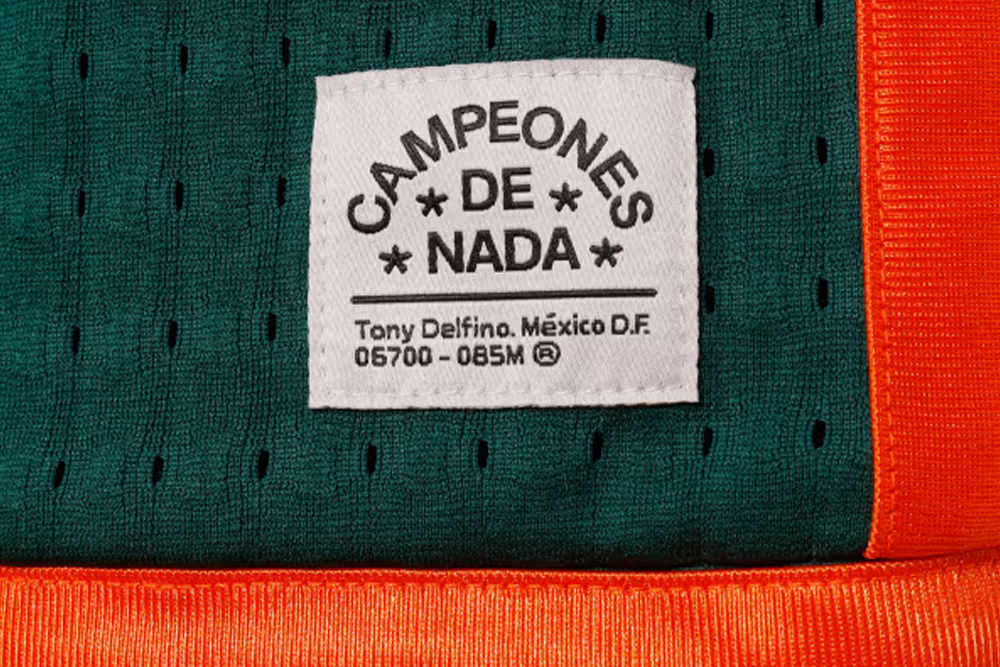 CAMPEONES
* DE *
* NADA *
Tony Delfino. México D.F.
06700 - 085M ®